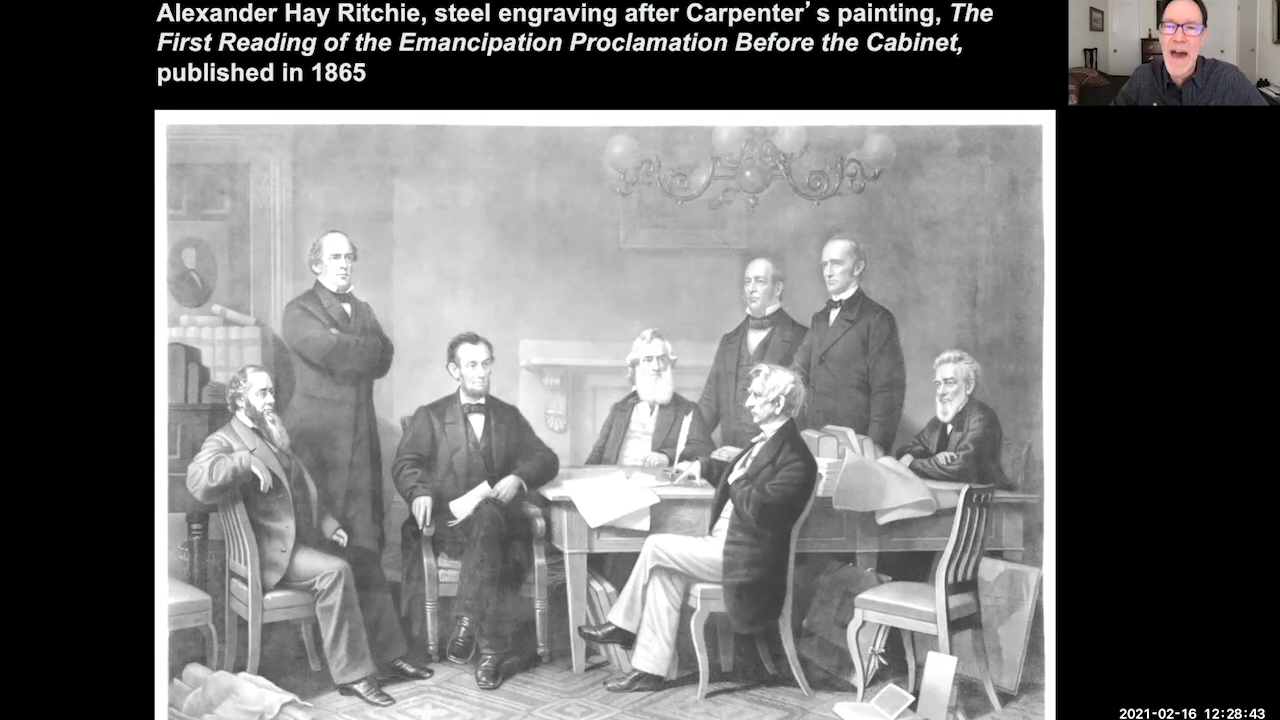 Alexander Hay Ritchie, steel engraving after Carpenter’s painting, The
First Reading of the Emancipation Proclamation Before the Cabinet,
published in 1865
2021-02-16 12:28:43